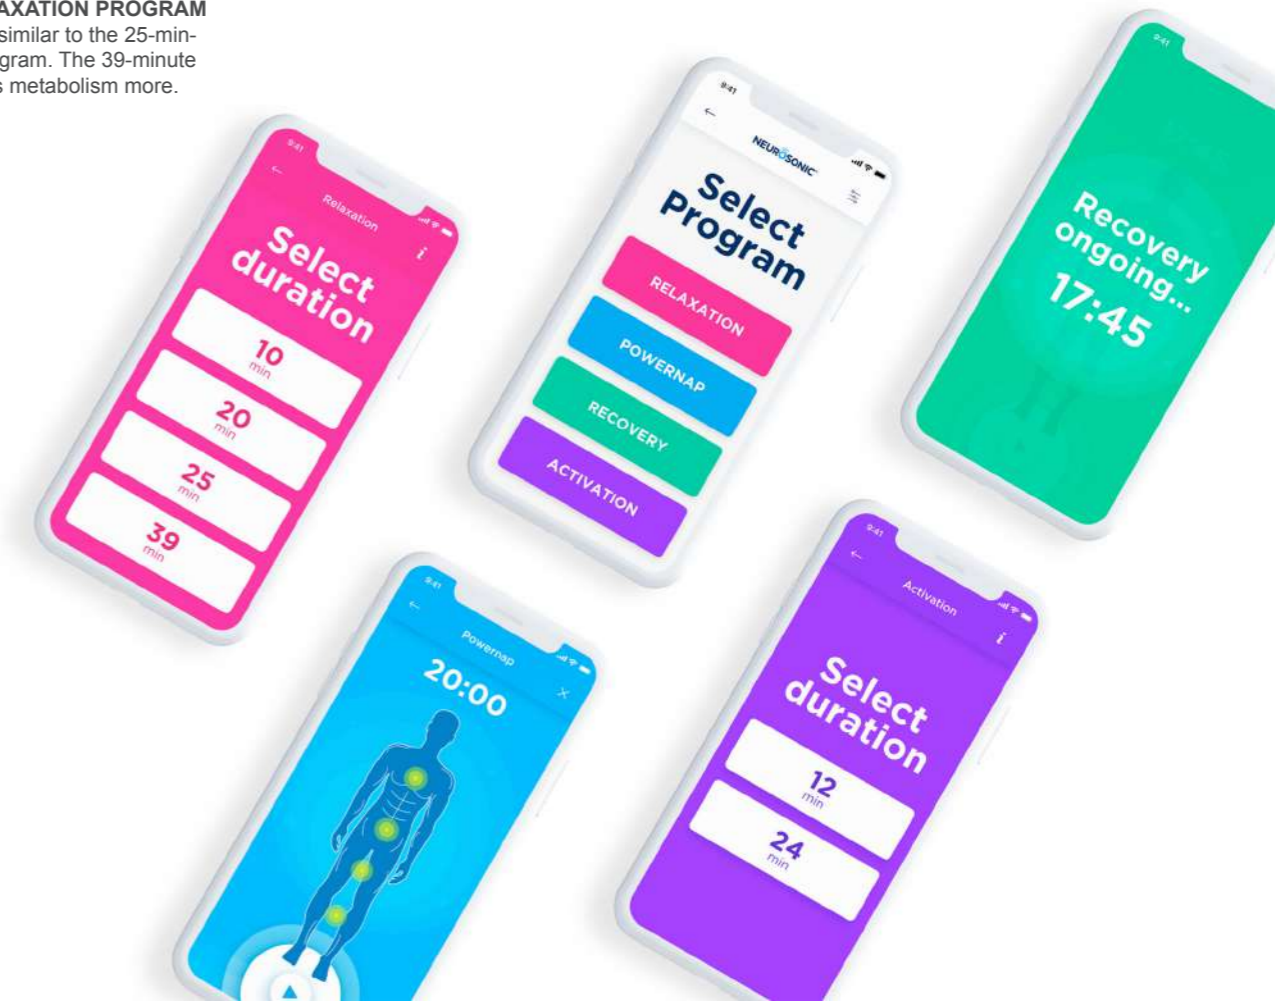 AXATION PROGRAM
similar to the 25-min-
gram. The 39-minute
s metabolism more.
9:41
Relaxation
i
Select
duration
10
min
20
min
25
min
39
min
9:41
NEUROSONIC
Select
Program
RELAXATION
POWERNAP
RECOVERY
ACTIVATION
9:41
Recovery
ongoing...
17:45
9:41
Powernap
20:00
9:41
Activation
i
Select
duration
12
min
24
min